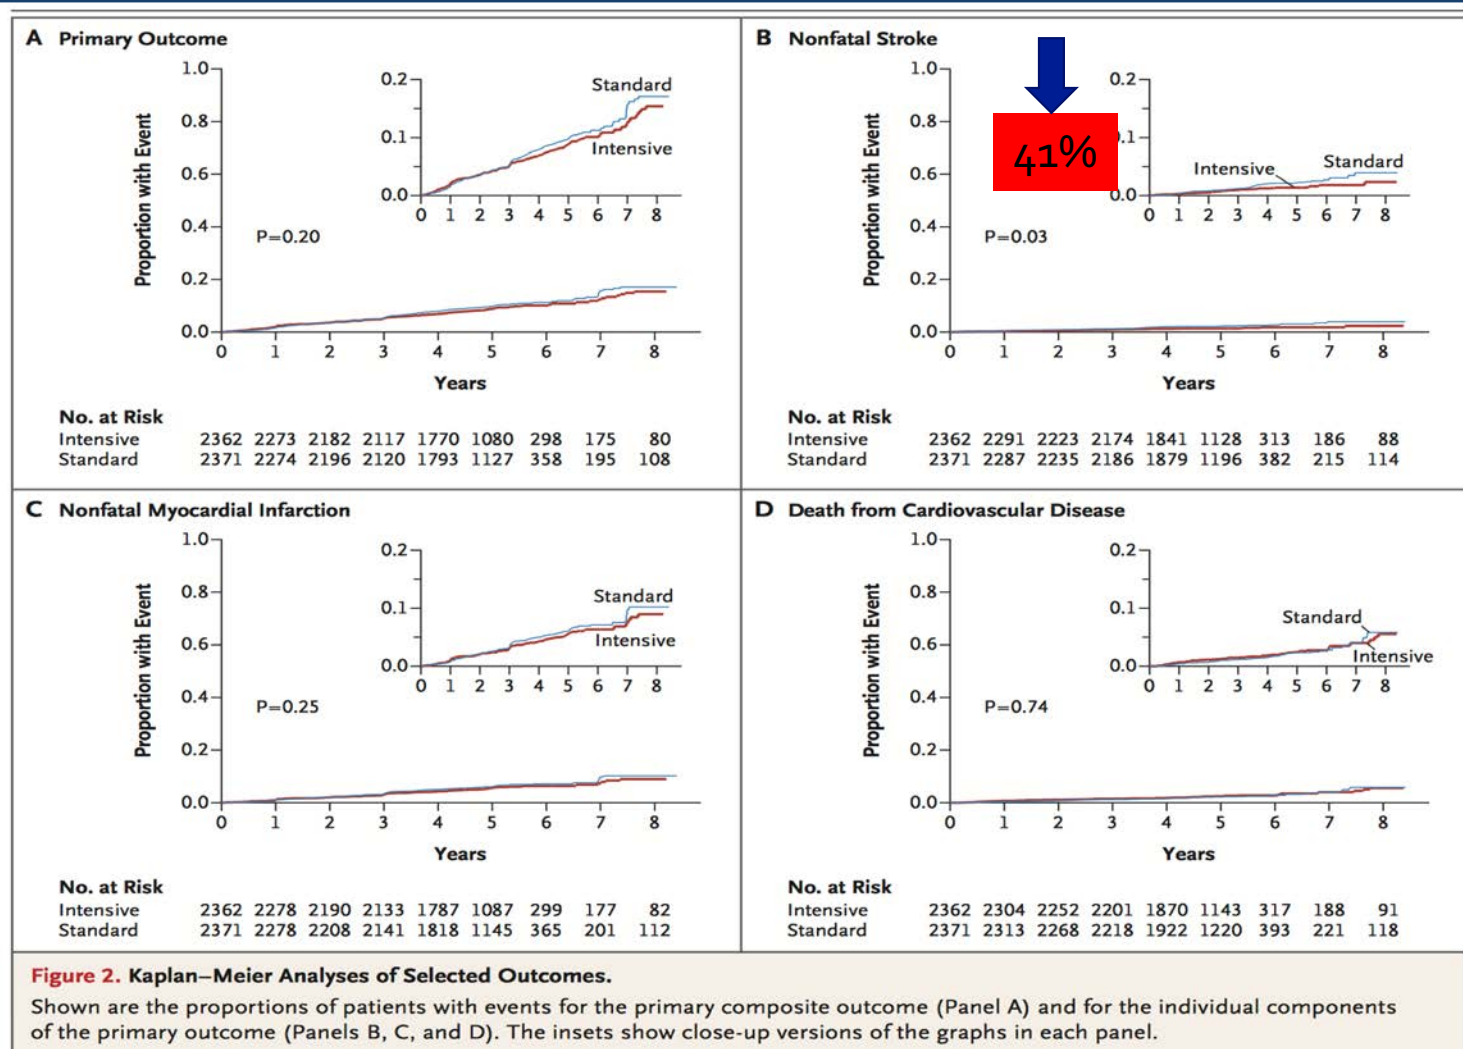 A Primary Outcome
1.0
0.8
0.6
0.4
0.2
0.0
Proportion with Event
0.2
0.1
0.0
Standard
Intensive
0 1 2 3 4 5 6 7 8
P=0.20
0 1 2 3 4 5 6 7 8
Years
No. at Risk
Intensive 2362 2273 2182 2117 1770 1080 298 175 80
Standard 2371 2274 2196 2120 1793 1127 358 195 108
B Nonfatal Stroke
1.0
0.8
0.6
0.4
0.2
0.0
Proportion with Event
41%
0.2
0.1
0.0
Intensive
Standard
0 1 2 3 4 5 6 7 8
P=0.03
0 1 2 3 4 5 6 7 8
Years
No. at Risk
Intensive 2362 2291 2223 2174 1841 1128 313 186 88
Standard 2371 2287 2235 2186 1879 1196 382 215 114
C Nonfatal Myocardial Infarction
1.0
0.8
0.6
0.4
0.2
0.0
Proportion with Event
0.2
0.1
0.0
Standard
Intensive
0 1 2 3 4 5 6 7 8
P=0.25
0 1 2 3 4 5 6 7 8
Years
No. at Risk
Intensive 2362 2278 2190 2133 1787 1087 299 177 82
Standard 2371 2278 2208 2141 1818 1145 365 201 112
D Death from Cardiovascular Disease
1.0
0.8
0.6
0.4
0.2
0.0
Proportion with Event
0.2
0.1
0.0
Standard
Intensive
0 1 2 3 4 5 6 7 8
P=0.74
0 1 2 3 4 5 6 7 8
Years
No. at Risk
Intensive 2362 2304 2252 2201 1870 1143 317 188 91
Standard 2371 2313 2268 2218 1922 1220 393 221 118
Figure 2. Kaplan–Meier Analyses of Selected Outcomes.
Shown are the proportions of patients with events for the primary composite outcome (Panel A) and for the individual components
of the primary outcome (Panels B, C, and D). The insets show close-up versions of the graphs in each panel.